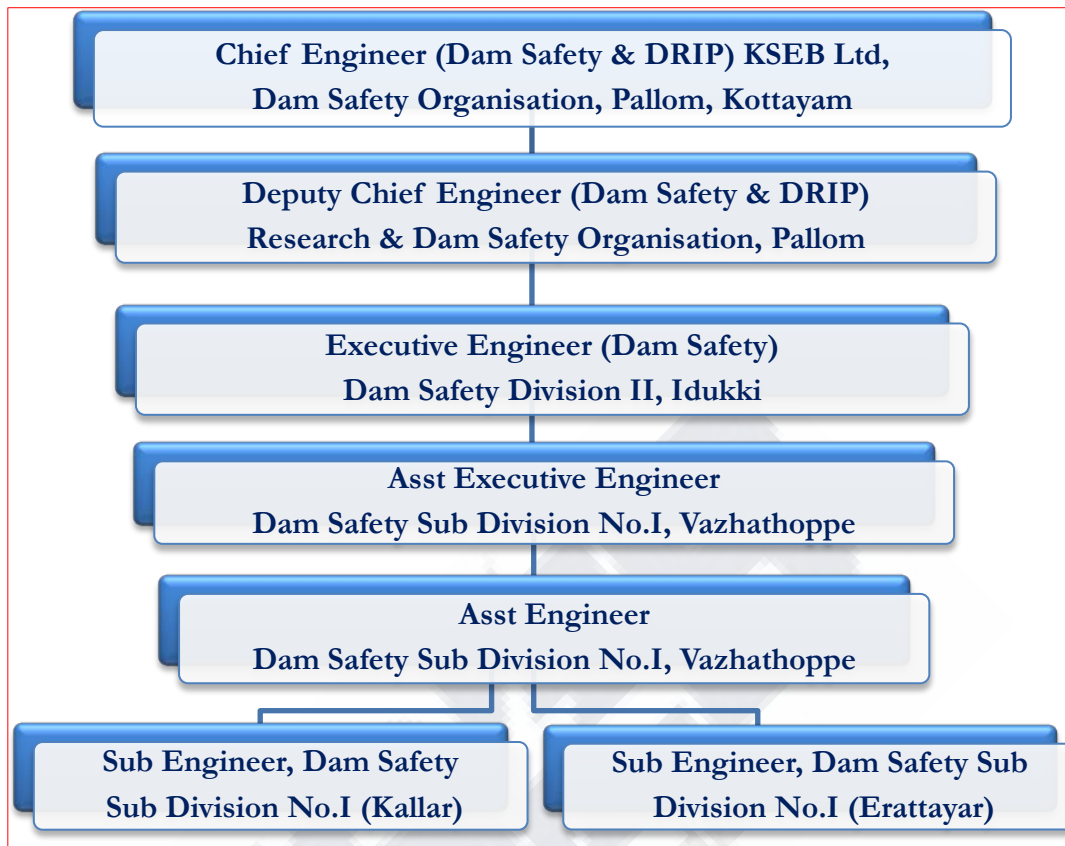 Chief Engineer (Dam Safety & DRIP) KSEB Ltd,
Dam Safety Organisation, Pallom, Kottayam
Deputy Chief Engineer (Dam Safety & DRIP)
Research & Dam Safety Organisation, Pallom
Executive Engineer (Dam Safety)
Dam Safety Division II, Idukki
Asst Executive Engineer
Dam Safety Sub Division No.I, Vazhathoppe
Asst Engineer
Dam Safety Sub Division No.I, Vazhathoppe
Sub Engineer, Dam Safety
Sub Division No.I (Kallar)
Sub Engineer, Dam Safety Sub
Division No.I (Erattayar)